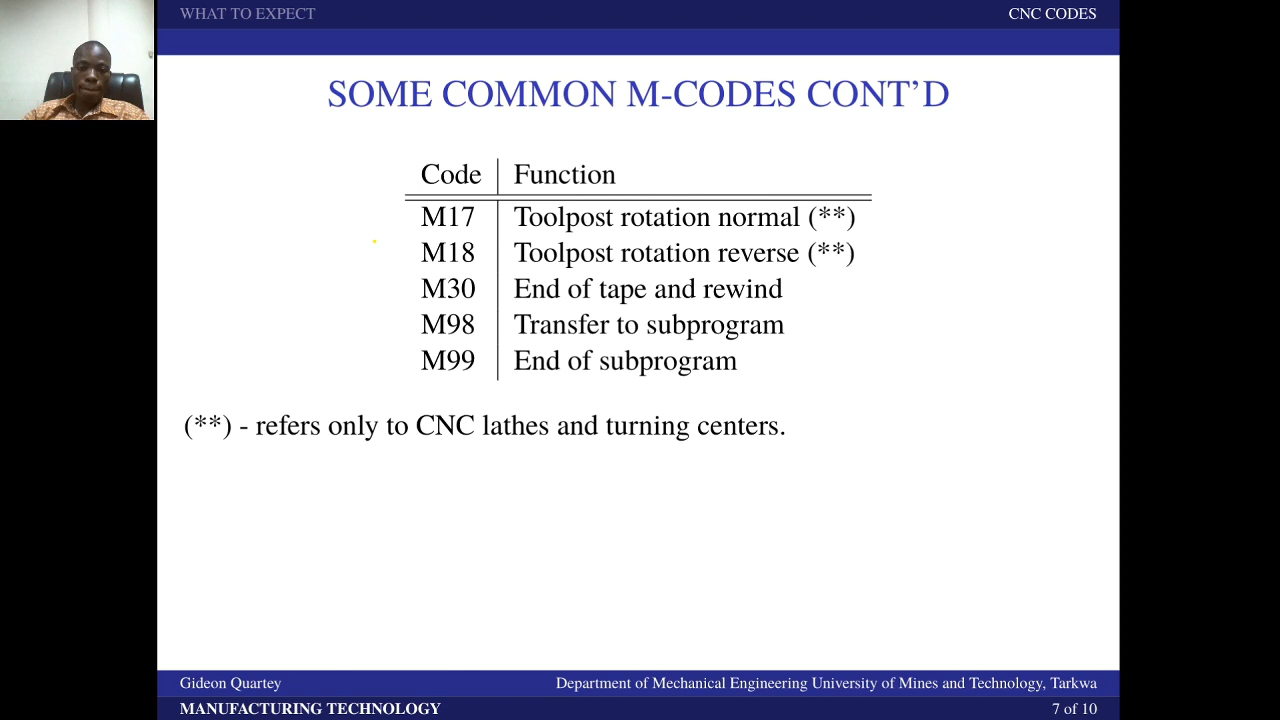 WHAT TO EXPECT CNC CODES
SOME COMMON M-CODES CONT'D
Code Function
M17 Toolpost rotation normal (**)
M18 Toolpost rotation reverse (**)
M30 End of tape and rewind
M98 Transfer to subprogram
M99 End of subprogram
(**) - refers only to CNC lathes and turning centers.
Gideon Quartey Department of Mechanical Engineering University of Mines and Technology, Tarkwa
MANUFACTURING TECHNOLOGY 7 of 10